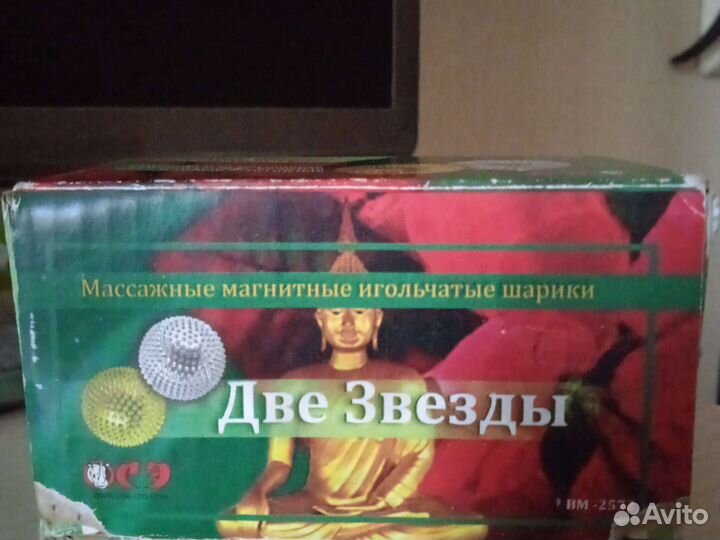 Массажные магнитные игольчатые шарики
Две Звезды
Avito